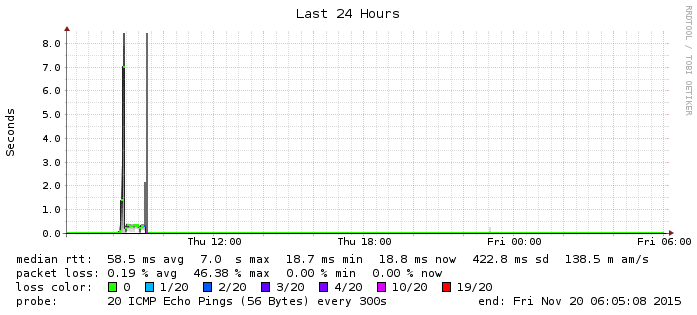 Last 24 Hours
RRDTOOL / TOBI OETIKER
Seconds
8.0
7.0
6.0
5.0
4.0
3.0
2.0
1.0
0.0
Thu 12:00 Thu 18:00 Fri 00:00 Fri 06:00
median rtt: 58.5 ms avg 7.0 s max 18.7 ms min 18.8 ms now 422.8 ms sd 138.5 m am/s
packet loss: 0.19 % avg 46.38 % max 0.00 % min 0.00 % now
loss color: 0 1/20 2/20 3/20 4/20 10/20 19/20
probe: 20 ICMP Echo Pings (56 Bytes) every 300s end: Fri Nov 20 06:05:08 2015